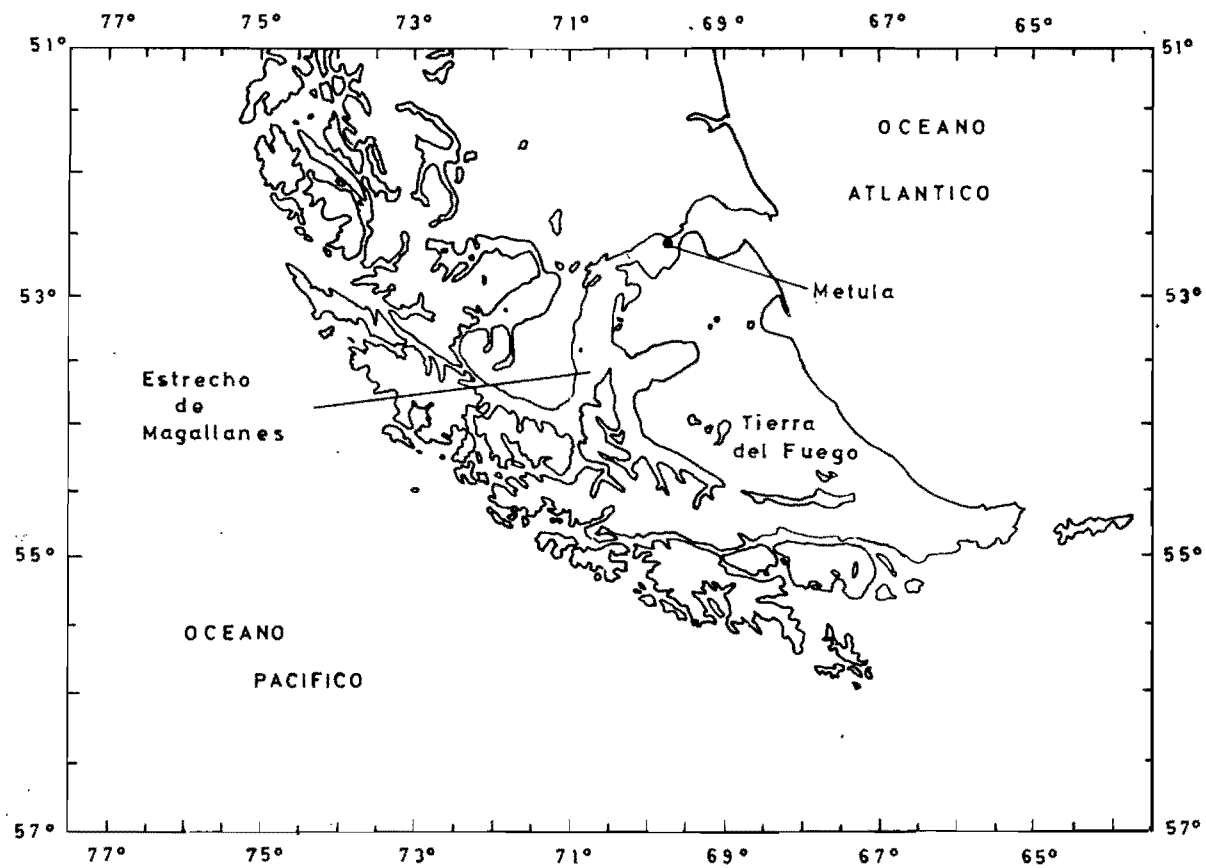 77° 75° 73° 71° 69° 67° 65°
51° 51°
OCEANO
ATLANTICO
53° 53°
Metula
Estrecho
de
Magallanes
Tierra
del Fuego
55° 55°
OCEANO
PACIFICO
57° 57°
77° 75° 73° 71° 69° 67° 65°